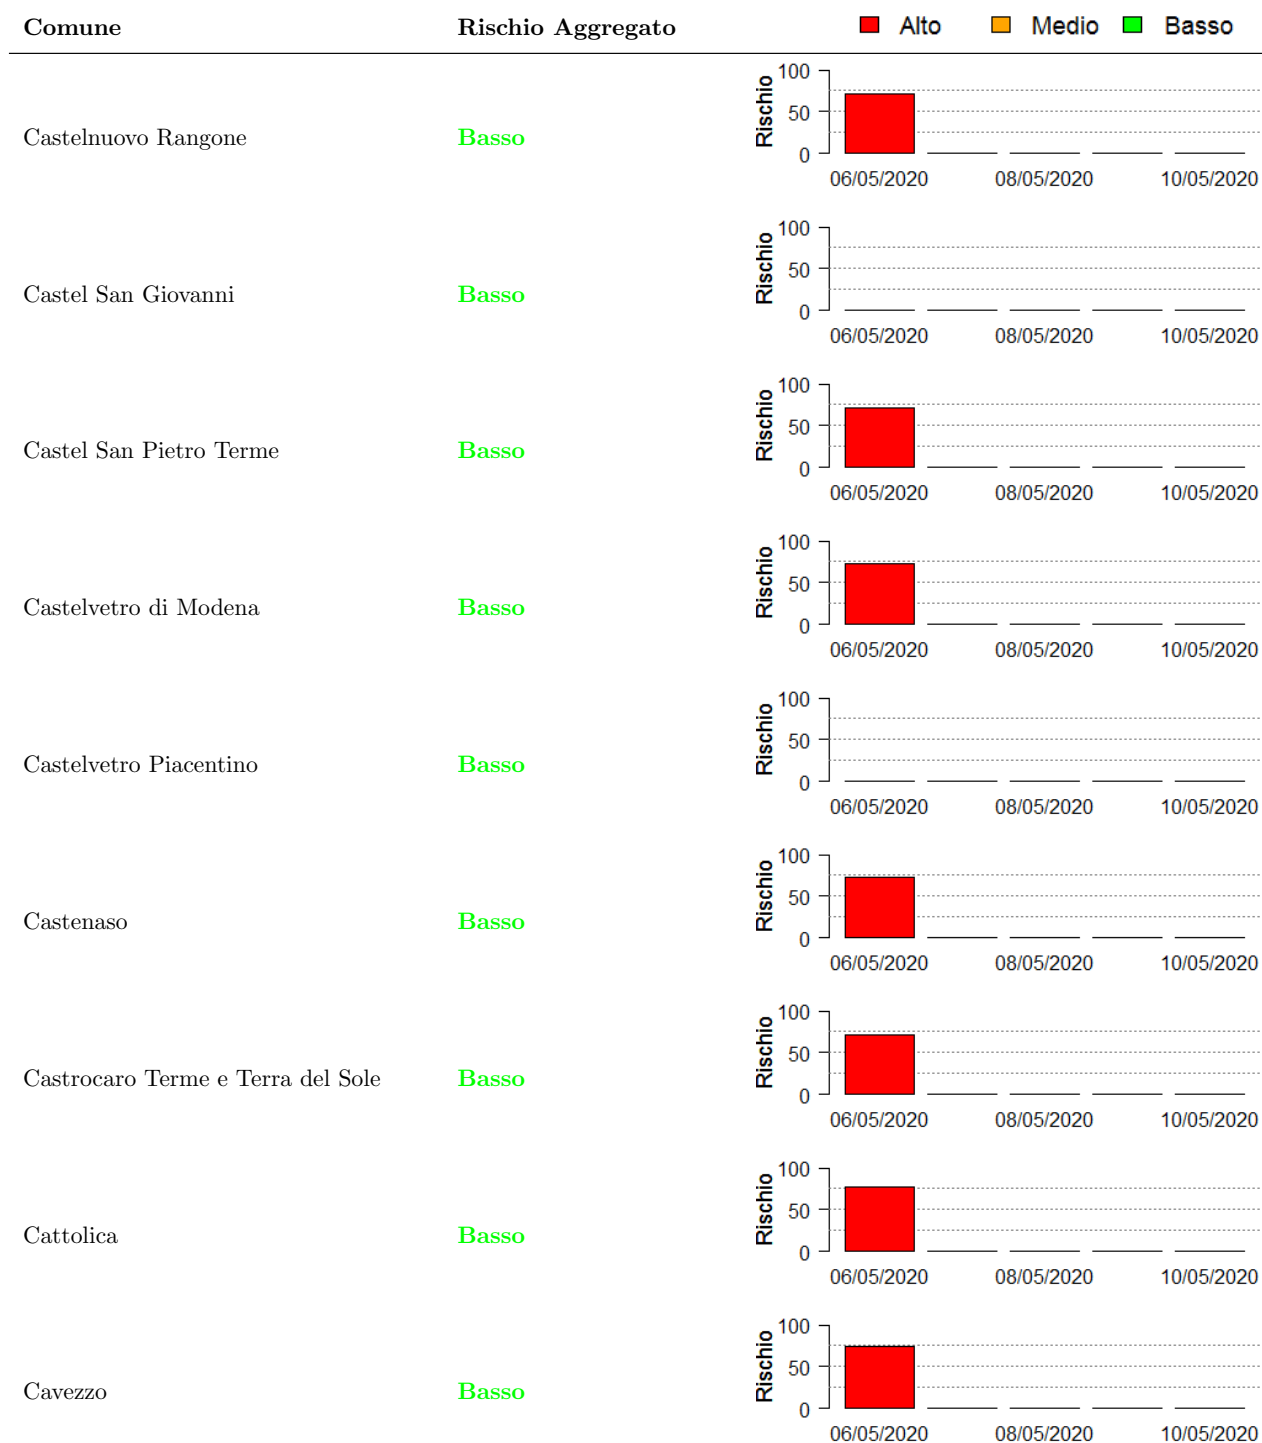 Comune Rischio Aggregato Alto Medio Basso
100
50
0
Rischio
Castelnuovo Rangone Basso
06/05/2020 08/05/2020 10/05/2020
100
50
0
Rischio
Castel San Giovanni Basso
06/05/2020 08/05/2020 10/05/2020
100
50
0
Rischio
Castel San Pietro Terme Basso
06/05/2020 08/05/2020 10/05/2020
100
50
0
Rischio
Castelvetro di Modena Basso
06/05/2020 08/05/2020 10/05/2020
100
50
0
Rischio
Castelvetro Piacentino Basso
06/05/2020 08/05/2020 10/05/2020
100
50
0
Rischio
Castenaso Basso
06/05/2020 08/05/2020 10/05/2020
100
50
0
Rischio
Castrocaro Terme e Terra del Sole Basso
06/05/2020 08/05/2020 10/05/2020
100
50
0
Rischio
Cattolica Basso
06/05/2020 08/05/2020 10/05/2020
100
50
0
Rischio
Cavezzo Basso
06/05/2020 08/05/2020 10/05/2020